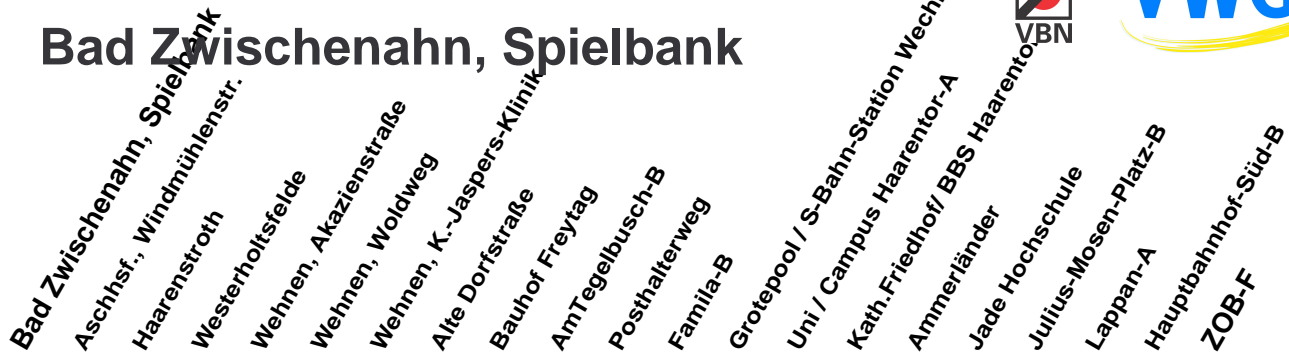 Bad Zwischenahn, Spielbank
VBN
VWG
Bad Zwischenahn, Spielbank
Aschhsf., Windmühlenstr.
Haarenstroth
Westerholtsfelde
Wehnen, Akazienstraße
Wehnen, Woldweg
Wehnen, K.-Jaspers-Klinik
Alte Dorfstraße
Bauhof Freytag
AmTegelbusch-B
Posthalterweg
Famila-B
Grotepool / S-Bahn-Station
Uni / Campus Haarentor-A
Kath.Friedhof/ BBS Haarentor
Ammerländer
Jade Hochschule
Julius-Mosen-Platz-B
Lappan-A
Hauptbahnhof-Süd-B
ZOB-F